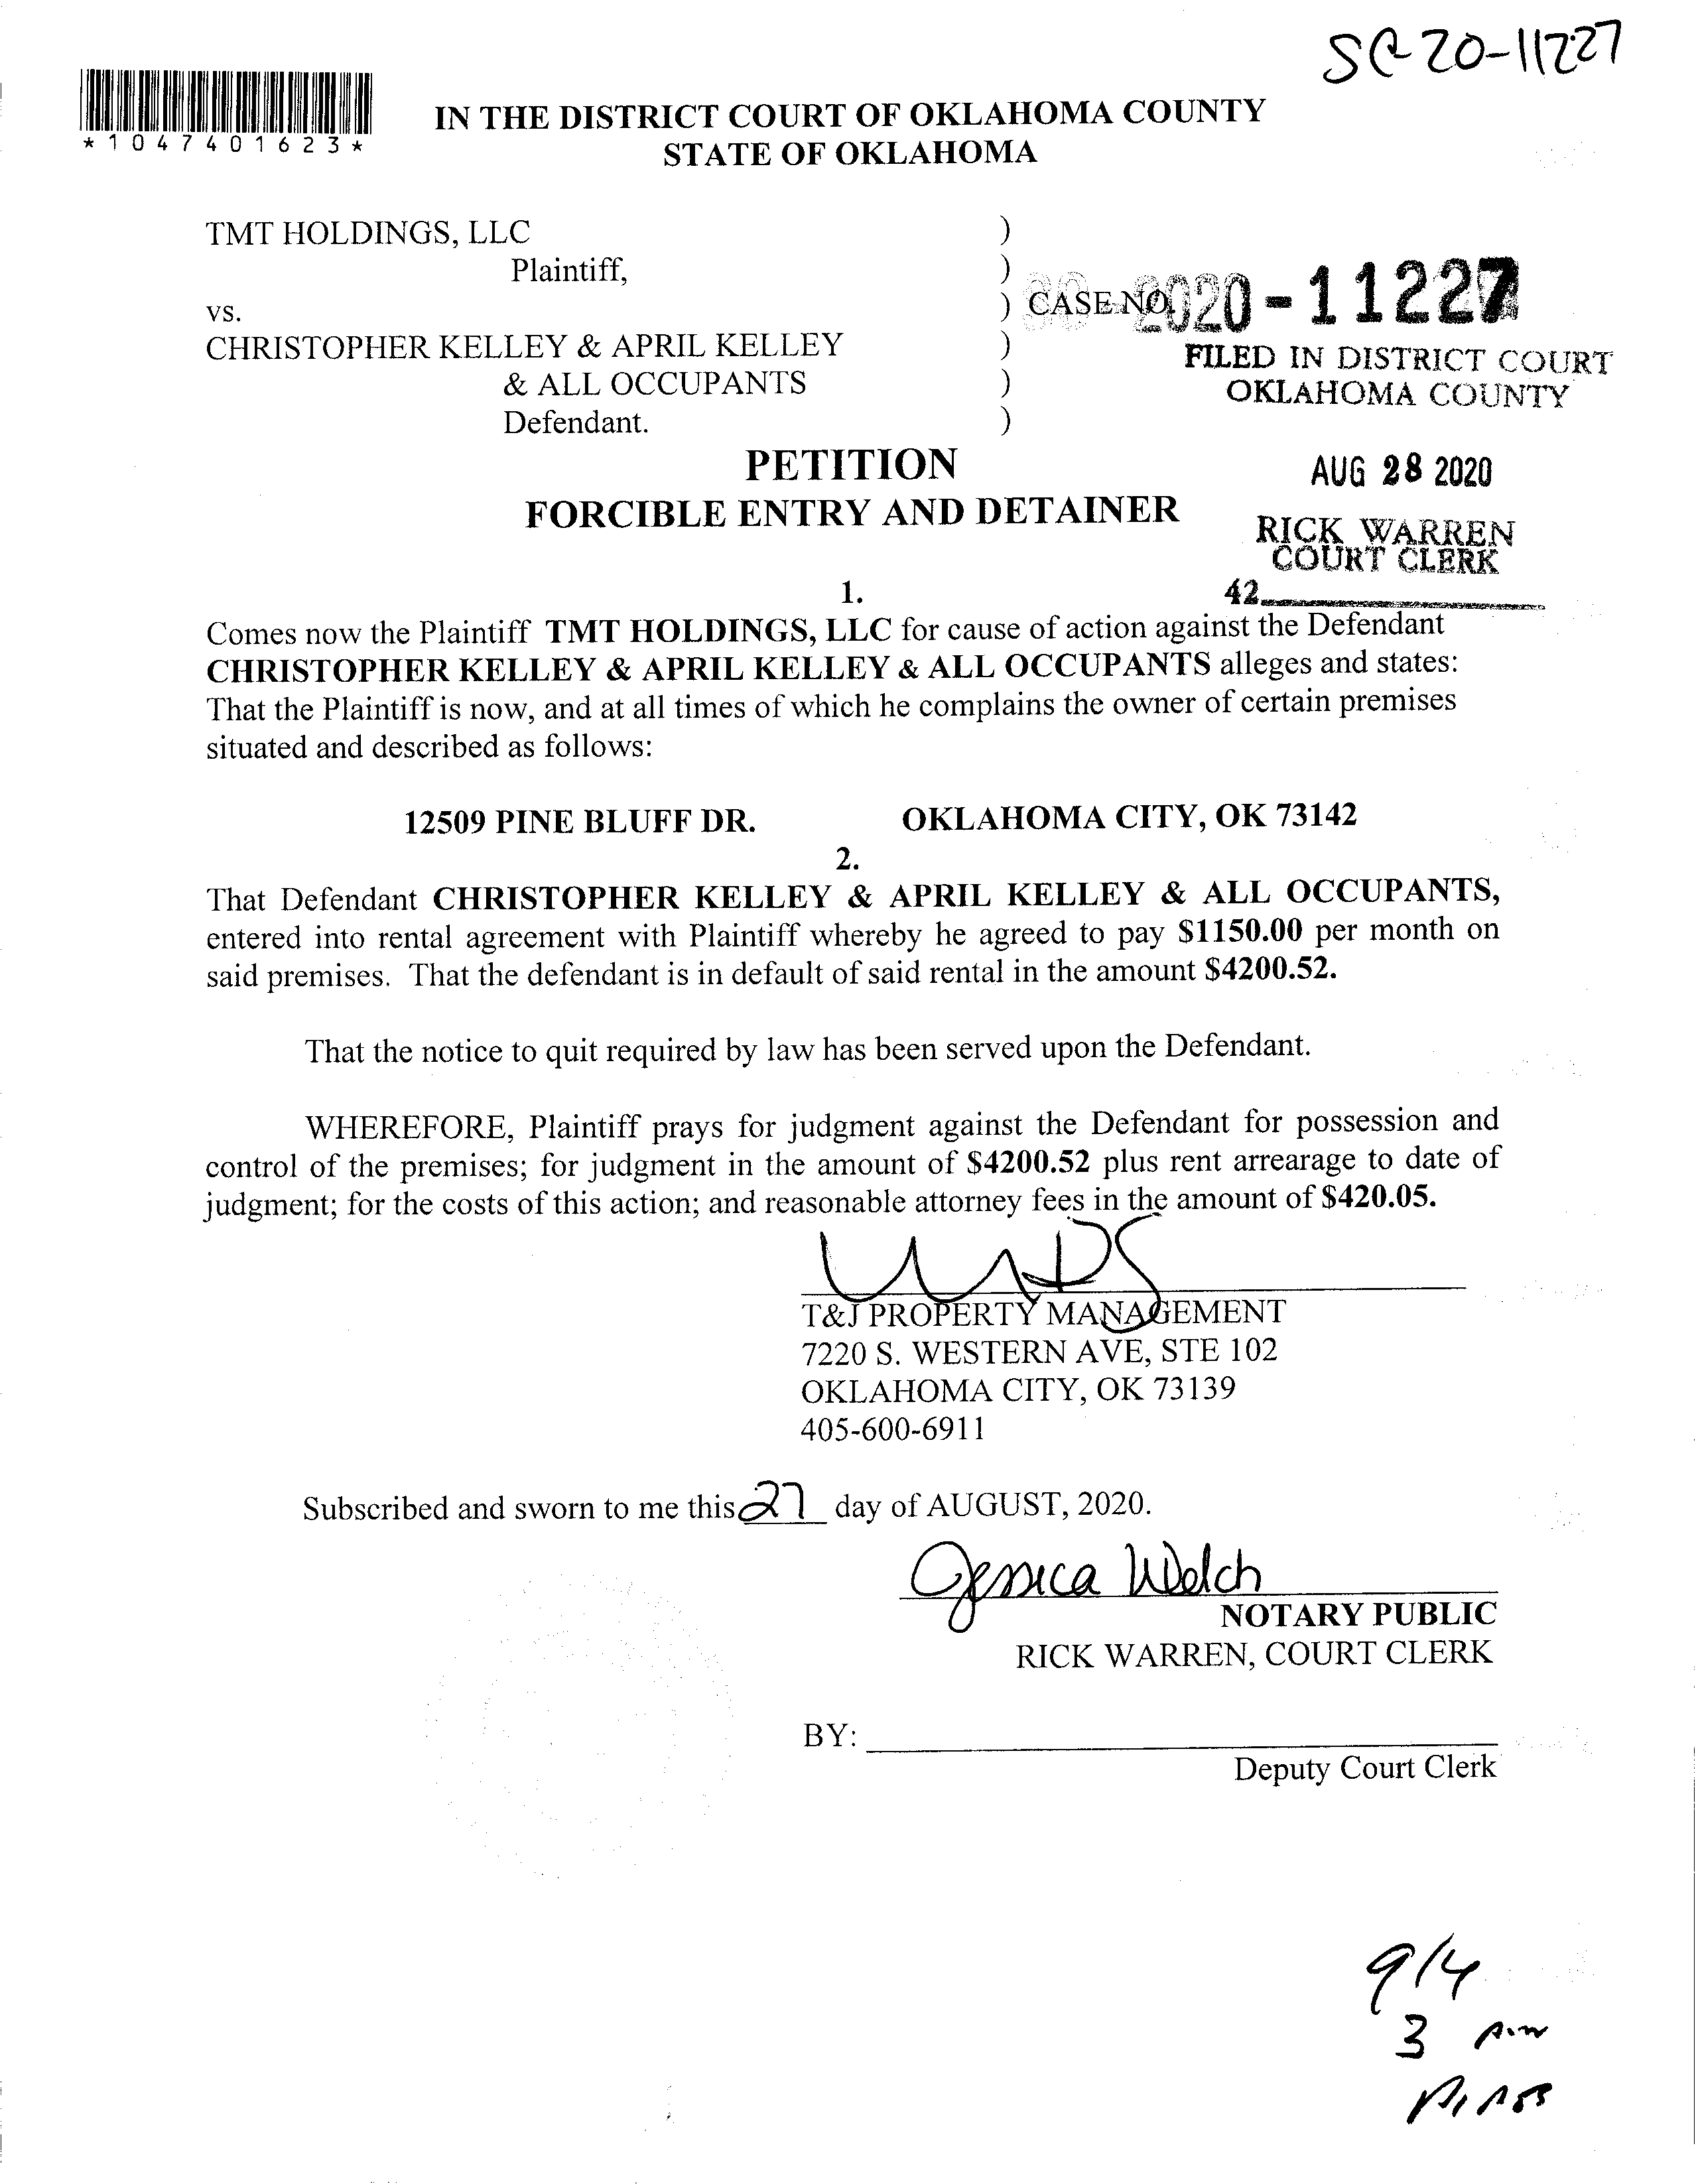 SC-20-11227
*1047401623*
IN THE DISTRICT COURT OF OKLAHOMA COUNTY
STATE OF OKLAHOMA
TMT HOLDINGS, LLC )
Plaintiff, )
vs. ) CASE NO. 2020-11227
CHRISTOPHER KELLEY & APRIL KELLEY )
& ALL OCCUPANTS )
Defendant. )
FILED IN DISTRICT COURT
OKLAHOMA COUNTY
AUG 28 2020
RICK WARREN
COURT CLERK
42
PETITION
FORCIBLE ENTRY AND DETAINER
1.
Comes now the Plaintiff TMT HOLDINGS, LLC for cause of action against the Defendant
CHRISTOPHER KELLEY & APRIL KELLEY & ALL OCCUPANTS alleges and states:
That the Plaintiff is now, and at all times of which he complains the owner of certain premises
situated and described as follows:
12509 PINE BLUFF DR. OKLAHOMA CITY, OK 73142
2.
That Defendant CHRISTOPHER KELLEY & APRIL KELLEY & ALL OCCUPANTS,
entered into rental agreement with Plaintiff whereby he agreed to pay $1150.00 per month on
said premises. That the defendant is in default of said rental in the amount $4200.52.
That the notice to quit required by law has been served upon the Defendant.
WHEREFORE, Plaintiff prays for judgment against the Defendant for possession and
control of the premises; for judgment in the amount of $4200.52 plus rent arrearage to date of
judgment; for the costs of this action; and reasonable attorney fees in the amount of $420.05.
T&J PROPERTY MANAGEMENT
7220 S. WESTERN AVE, STE 102
OKLAHOMA CITY, OK 73139
405-600-6911
Subscribed and sworn to me this 27 day of AUGUST, 2020.
Jessica Welch
NOTARY PUBLIC
RICK WARREN, COURT CLERK
BY:
Deputy Court Clerk
9/4
3